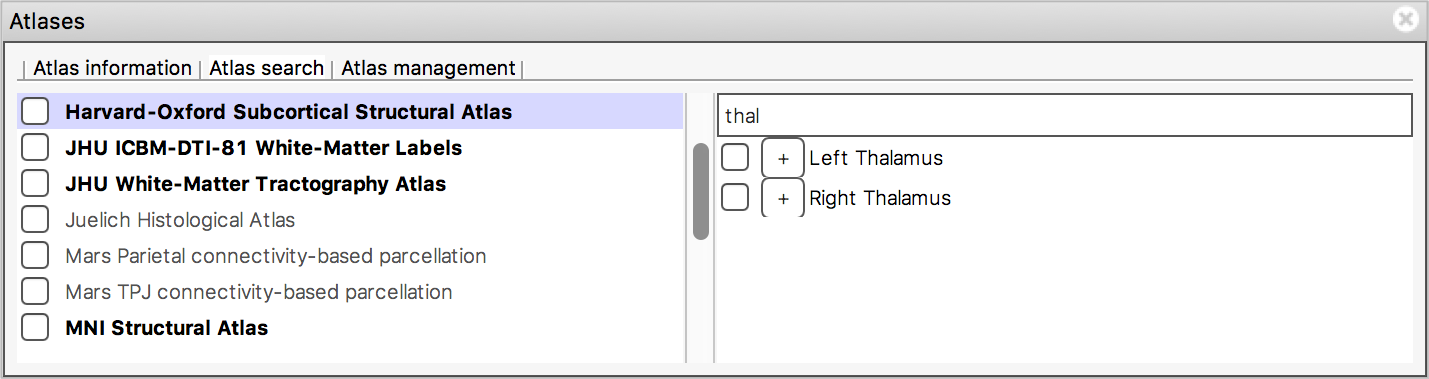 Atlases
Atlas information Atlas search Atlas management
Harvard-Oxford Subcortical Structural Atlas
JHU ICBM-DTI-81 White-Matter Labels
JHU White-Matter Tractography Atlas
Juelich Histological Atlas
Mars Parietal connectivity-based parcellation
Mars TPJ connectivity-based parcellation
MNI Structural Atlas
thal
+ Left Thalamus
+ Right Thalamus